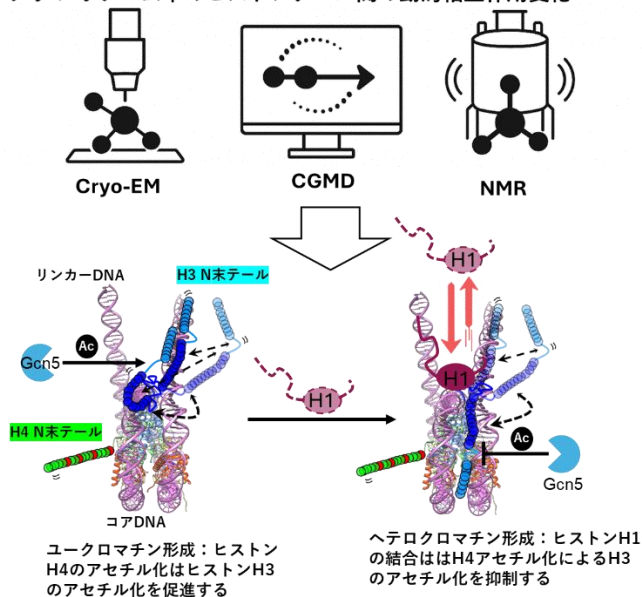 Cryo-EM
CGMD
NMR
H1
リンカーDNA
H3 N末テール
Ac
Gcn5
H4 N末テール
コアDNA
H1
H1
Ac
Gcn5
ユークロマチン形成：ヒストン
H4のアセチル化はヒストンH3
のアセチル化を促進する
ヘテロクロマチン形成：ヒストンH1
の結合ははH4アセチル化によるH3
のアセチル化を抑制する